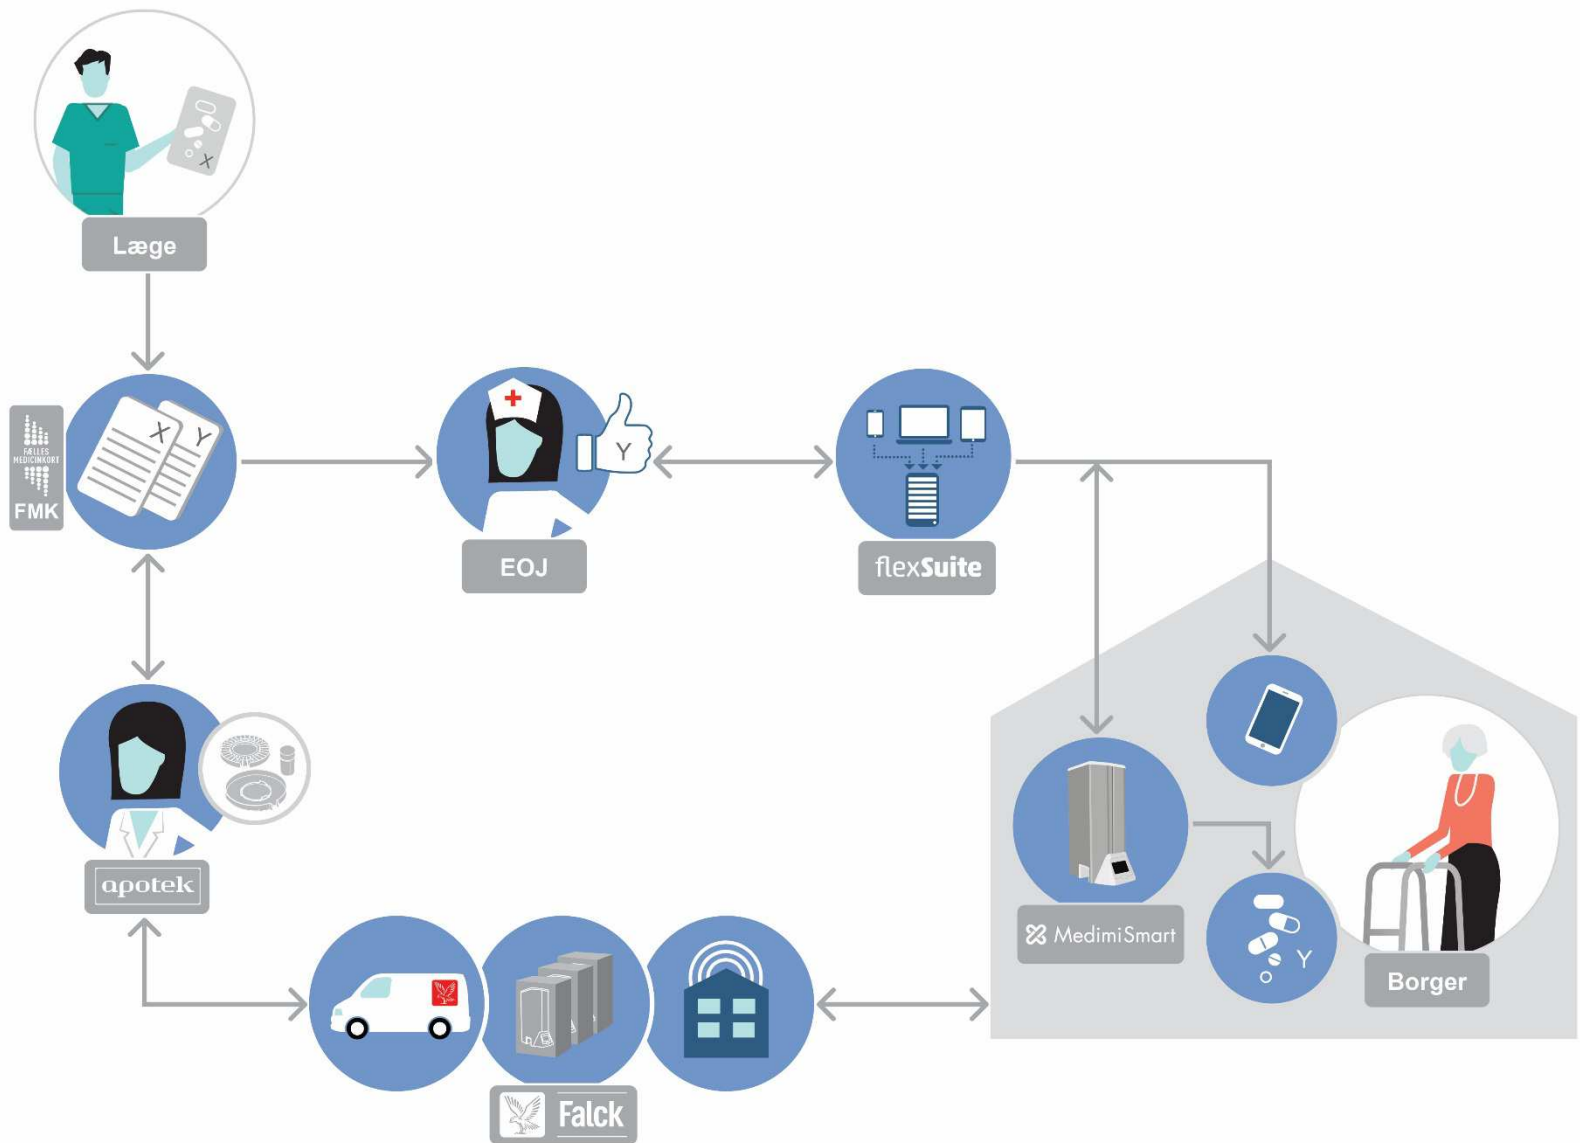 X
Læge
FÆLLES
MEDICINKORT
FMK
X
Y
Y
EOJ
flexSuite
apotek
MedimiSmart
Y
Borger
Falck